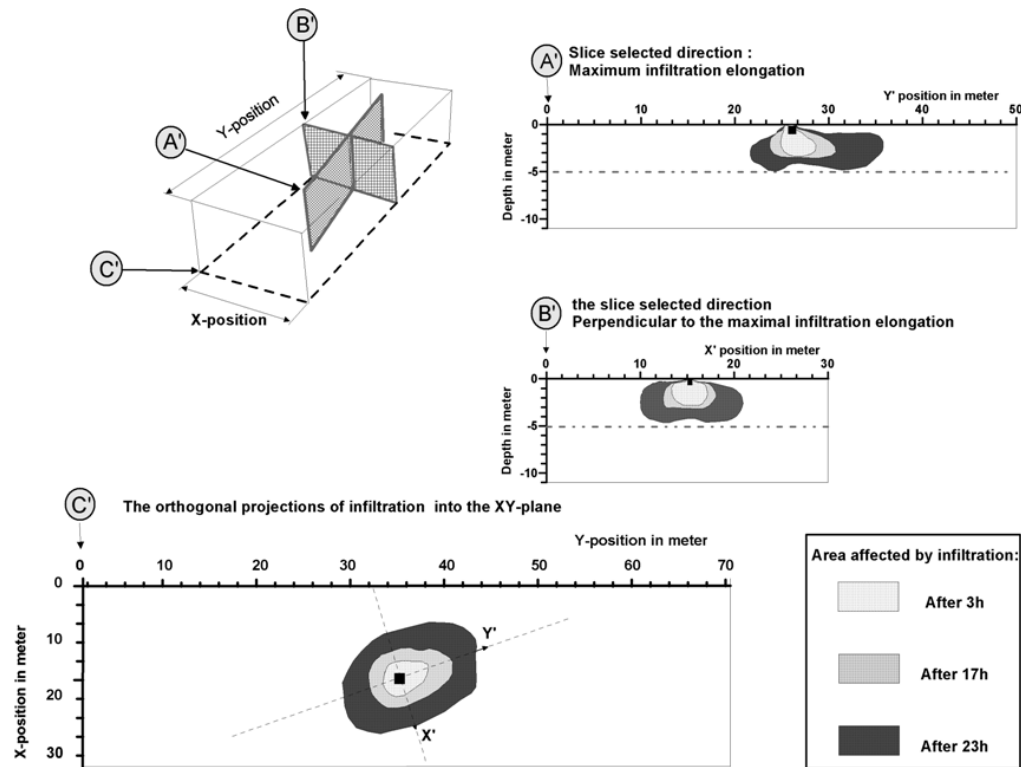 B'
A'
C'
Y-position
X-position
A'
Slice selected direction :
Maximum infiltration elongation
Y' position in meter
0 10 20 30 40 50
Depth in meter
0
-5
-10
B'
the slice selected direction
Perpendicular to the maximal infiltration elongation
X' position in meter
0 10 20 30
Depth in meter
0
-5
-10
C'
The orthogonal projections of infiltration into the XY-plane
Y-position in meter
0 10 20 30 40 50 60 70
X-position in meter
0
10
20
30
Y'
X'
Area affected by infiltration:
After 3h
After 17h
After 23h